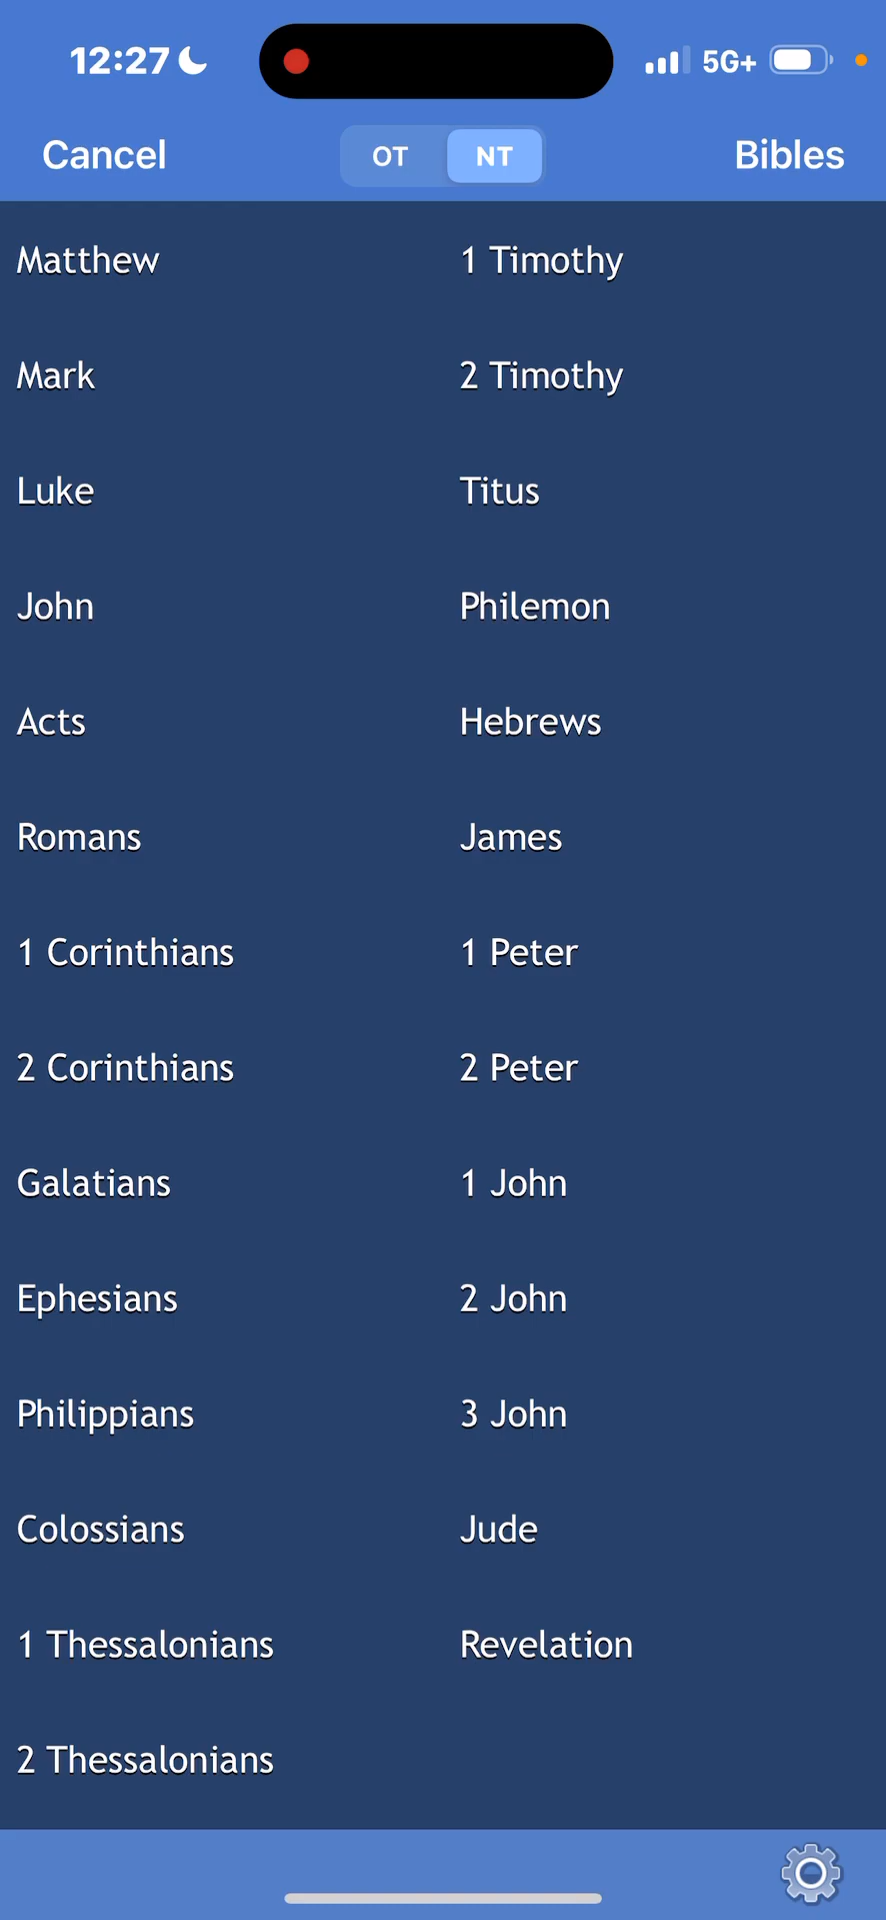 12:27 5G+
Cancel OT NT Bibles
Matthew
Mark
Luke
John
Acts
Romans
1 Corinthians
2 Corinthians
Galatians
Ephesians
Philippians
Colossians
1 Thessalonians
2 Thessalonians
1 Timothy
2 Timothy
Titus
Philemon
Hebrews
James
1 Peter
2 Peter
1 John
2 John
3 John
Jude
Revelation